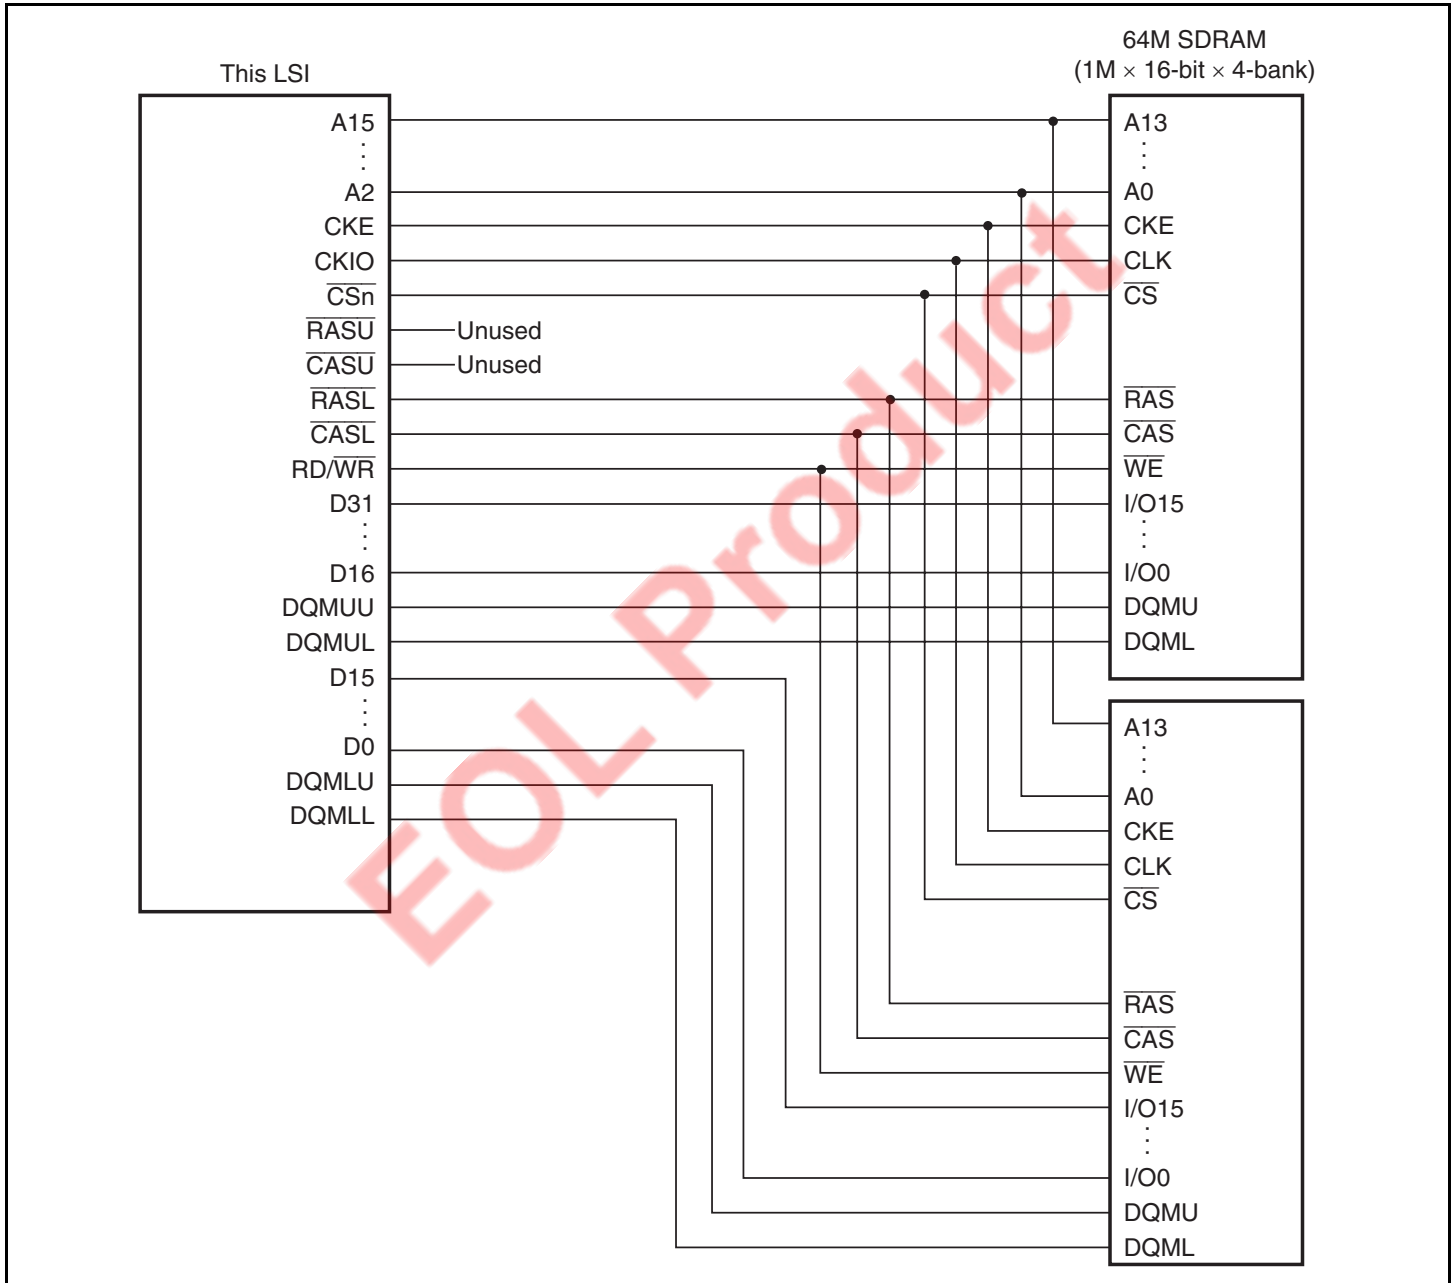 This LSI
64M SDRAM
(1M × 16-bit × 4-bank)
A15
A2
CKE
CKIO
CSn
RASU
CASU
RASL
CASL
RD/WR
D31
D16
DQMUU
DQMUL
D15
D0
DQMLU
DQMLL
Unused
Unused
A13
A0
CKE
CLK
CS
RAS
CAS
WE
I/O15
I/O0
DQMU
DQML
A13
A0
CKE
CLK
CS
RAS
CAS
WE
I/O15
I/O0
DQMU
DQML
EOL Product